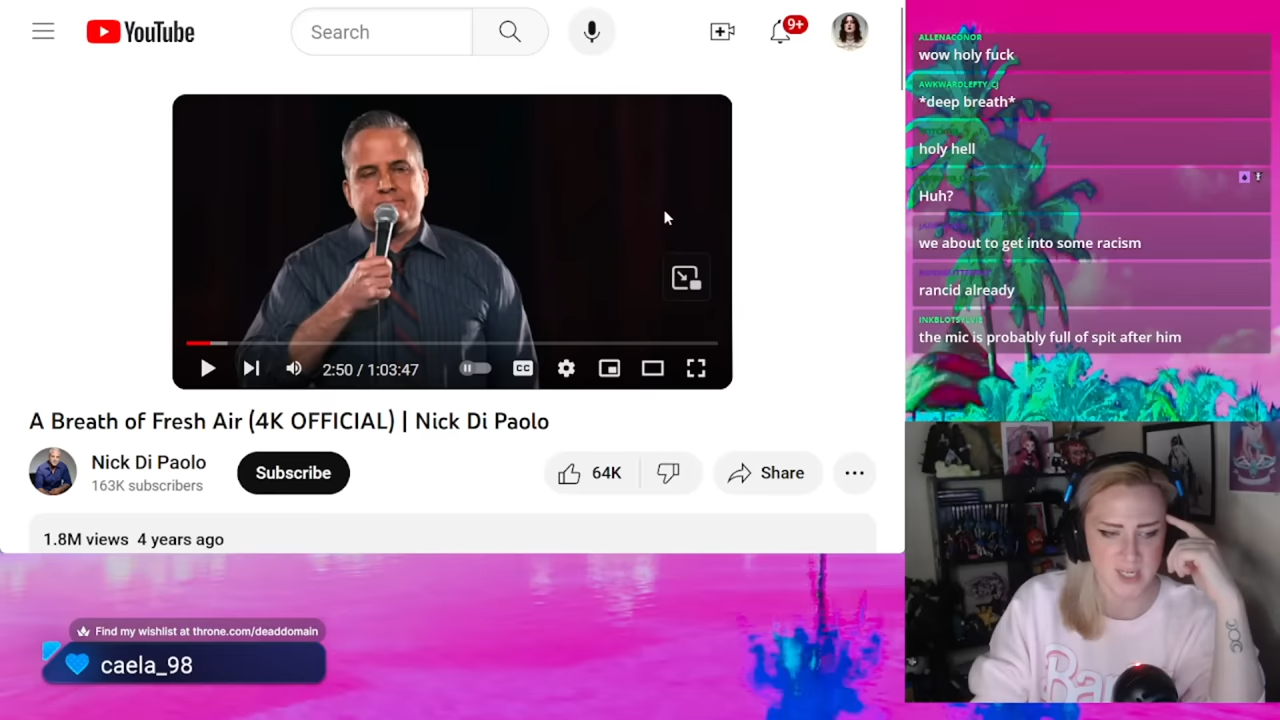 YouTube
Search
9+
2:50 / 1:03:47
CC
A Breath of Fresh Air (4K OFFICIAL) | Nick Di Paolo
Nick Di Paolo
163K subscribers
Subscribe
64K
Share
1.8M views 4 years ago
Find my wishlist at throne.com/deaddomain
caela_98
ALLENACONOR
wow holy fuck
AWKWARDLEFTY_CJ
*deep breath*
holy hell
Huh?
we about to get into some racism
rancid already
INKBLOTSYLVIE
the mic is probably full of spit after him